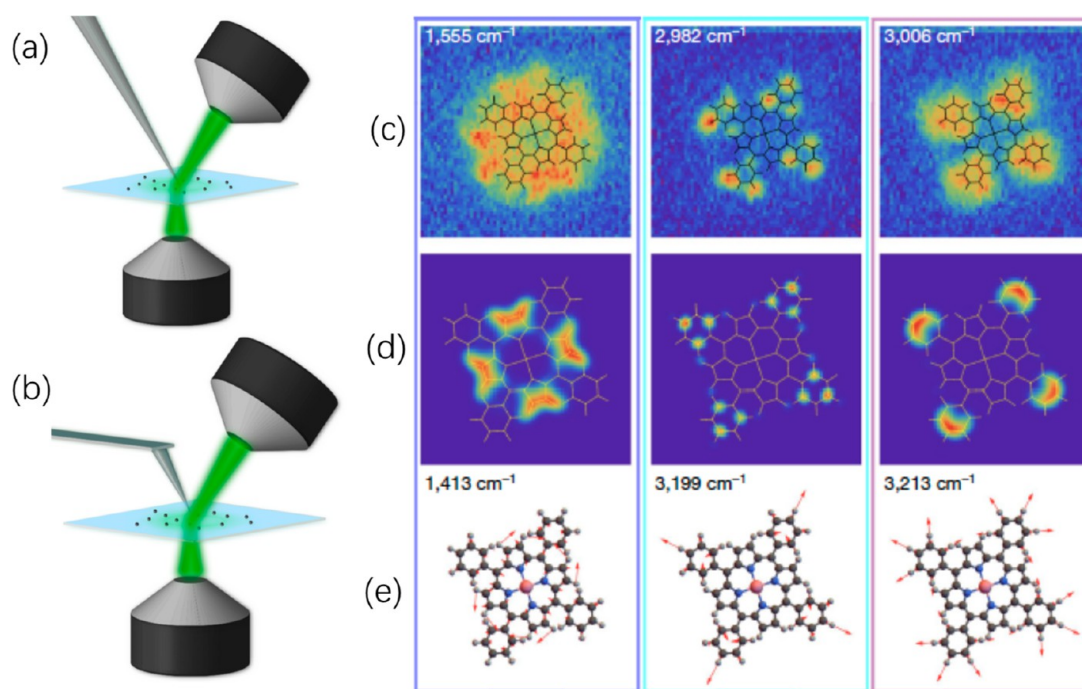 (a)
(b)
(c)
1,555 cm⁻¹
2,982 cm⁻¹
3,006 cm⁻¹
(d)
(e)
1,413 cm⁻¹
3,199 cm⁻¹
3,213 cm⁻¹